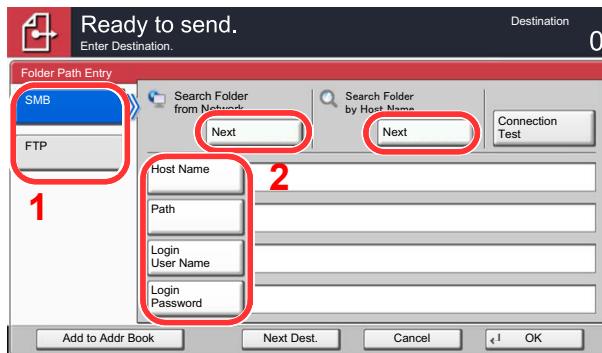 Ready to send.
Enter Destination.
Destination
0
Folder Path Entry
SMB
FTP
1
Search Folder
from Network
Next
Search Folder
by Host Name
Next
Connection
Test
2
Host Name
Path
Login
User Name
Login
Password
Add to Addr Book
Next Dest.
Cancel
OK